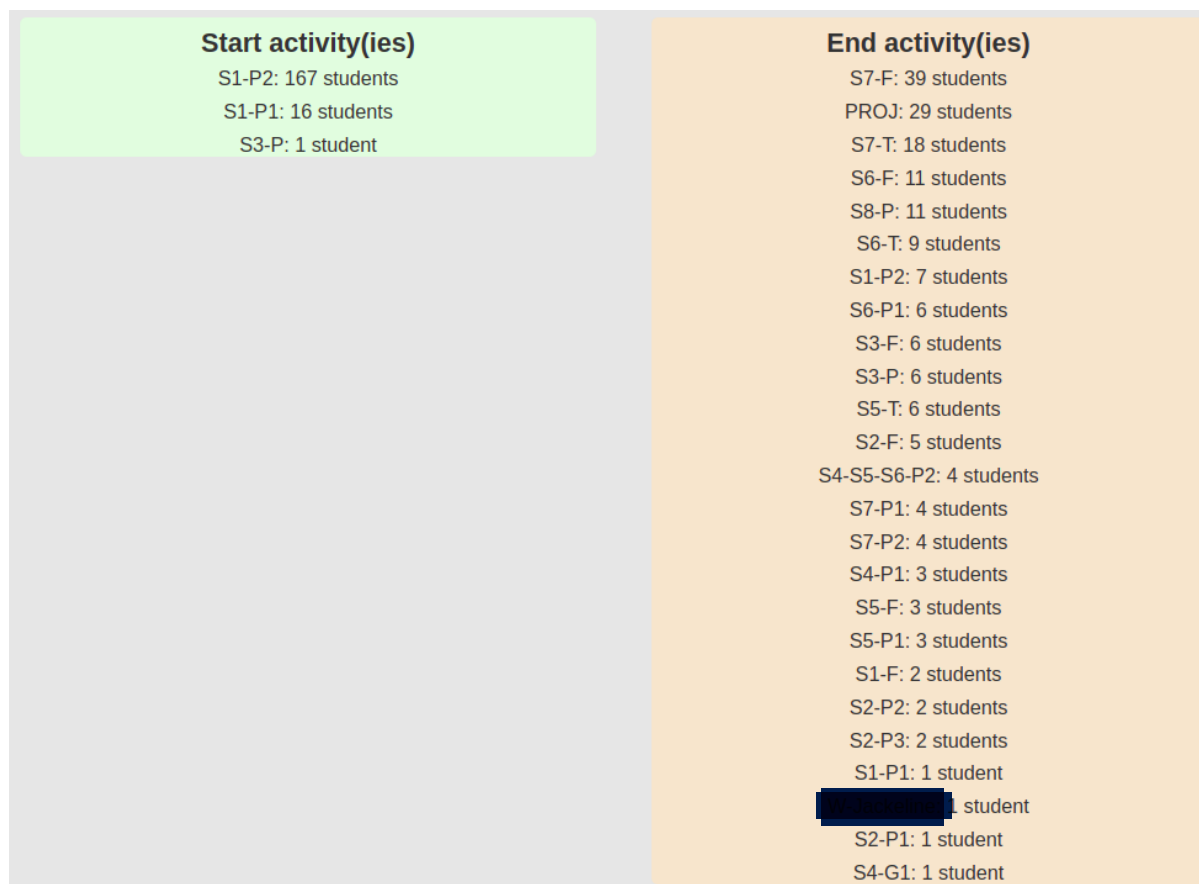 Start activity(ies)
S1-P2: 167 students
S1-P1: 16 students
S3-P: 1 student
End activity(ies)
S7-F: 39 students
PROJ: 29 students
S7-T: 18 students
S6-F: 11 students
S8-P: 11 students
S6-T: 9 students
S1-P2: 7 students
S6-P1: 6 students
S3-F: 6 students
S3-P: 6 students
S5-T: 6 students
S2-F: 5 students
S4-S5-S6-P2: 4 students
S7-P1: 4 students
S7-P2: 4 students
S4-P1: 3 students
S5-F: 3 students
S5-P1: 3 students
S1-F: 2 students
S2-P2: 2 students
S2-P3: 2 students
S1-P1: 1 student
1 student
S2-P1: 1 student
S4-G1: 1 student